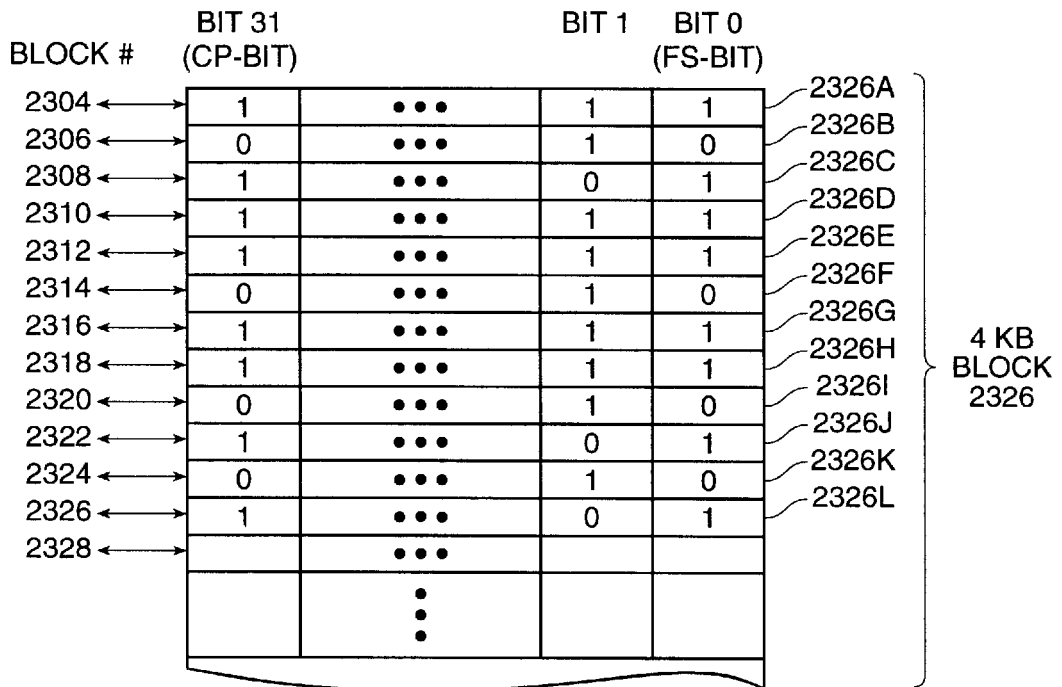 BLOCK #
BIT 31
(CP-BIT)
BIT 1
BIT 0
(FS-BIT)
2304 1 ••• 1 1 2326A
2306 0 ••• 1 0 2326B
2308 1 ••• 0 1 2326C
2310 1 ••• 1 1 2326D
2312 1 ••• 1 1 2326E
2314 0 ••• 1 0 2326F
2316 1 ••• 1 1 2326G
2318 1 ••• 1 1 2326H
2320 0 ••• 1 0 2326I
2322 1 ••• 0 1 2326J
2324 0 ••• 1 0 2326K
2326 1 ••• 0 1 2326L
2328 •••
4 KB
BLOCK
2326